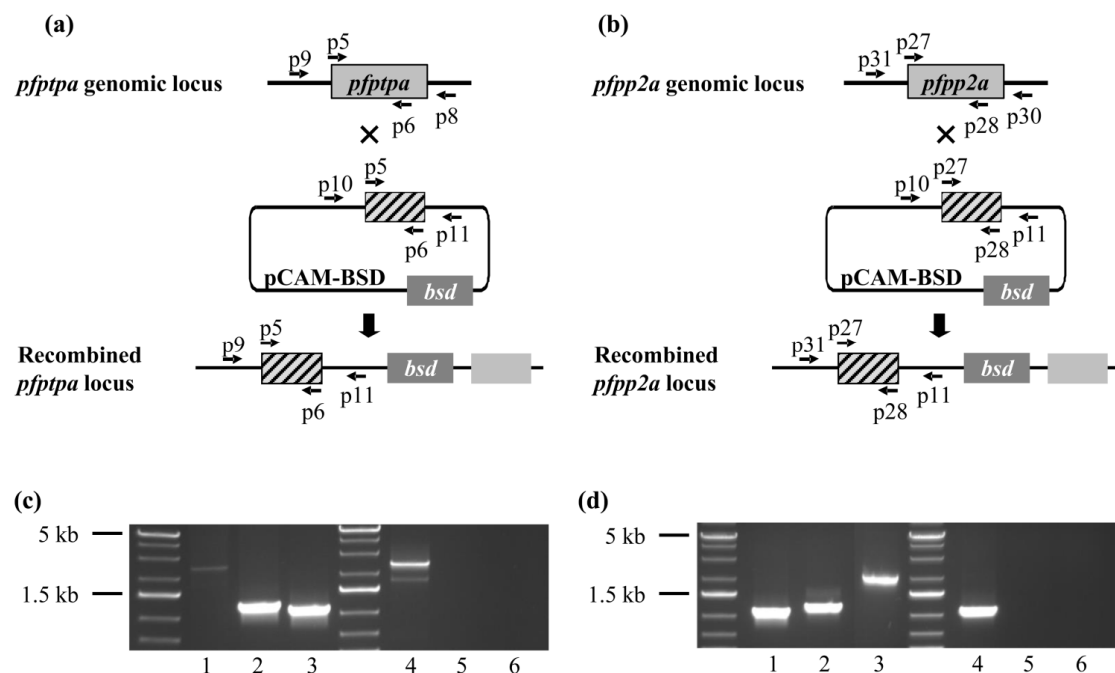 (a)
p5
p9
pfptpa genomic locus
pfptpa
p6
p8
p5
p10
p6
p11
pCAM-BSD
bsd
Recombined
pfptpa locus
p9
p5
bsd
p6
p11
(b)
p27
p31
pfpp2a genomic locus
pfpp2a
p28
p30
p27
p10
p28
p11
pCAM-BSD
bsd
Recombined
pfpp2a locus
p31
p27
bsd
p28
p11
(c)
5 kb
1.5 kb
1 2 3 4 5 6
(d)
5 kb
1.5 kb
1 2 3 4 5 6